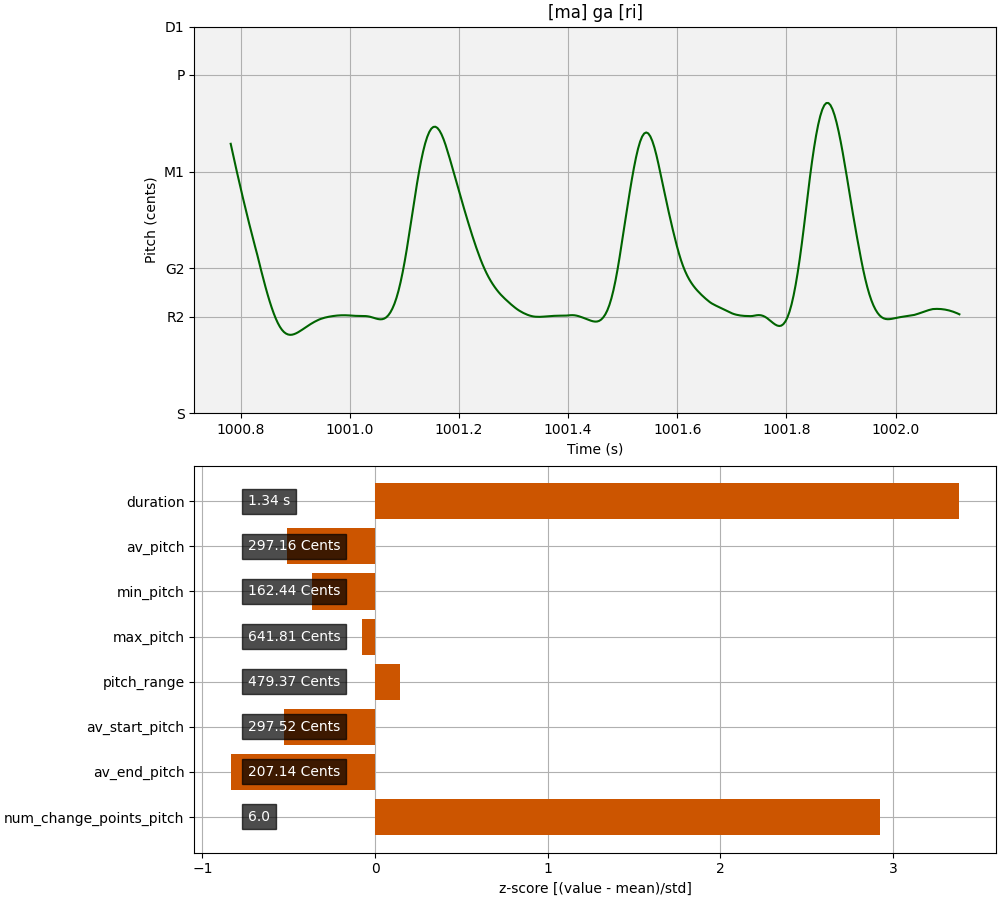 [ma] ga [ri]
D1
P
M1
G2
R2
S
Pitch (cents)
1000.8 1001.0 1001.2 1001.4 1001.6 1001.8 1002.0
Time (s)
duration 1.34 s
av_pitch 297.16 Cents
min_pitch 162.44 Cents
max_pitch 641.81 Cents
pitch_range 479.37 Cents
av_start_pitch 297.52 Cents
av_end_pitch 207.14 Cents
num_change_points_pitch 6.0
−1 0 1 2 3
z-score [(value - mean)/std]